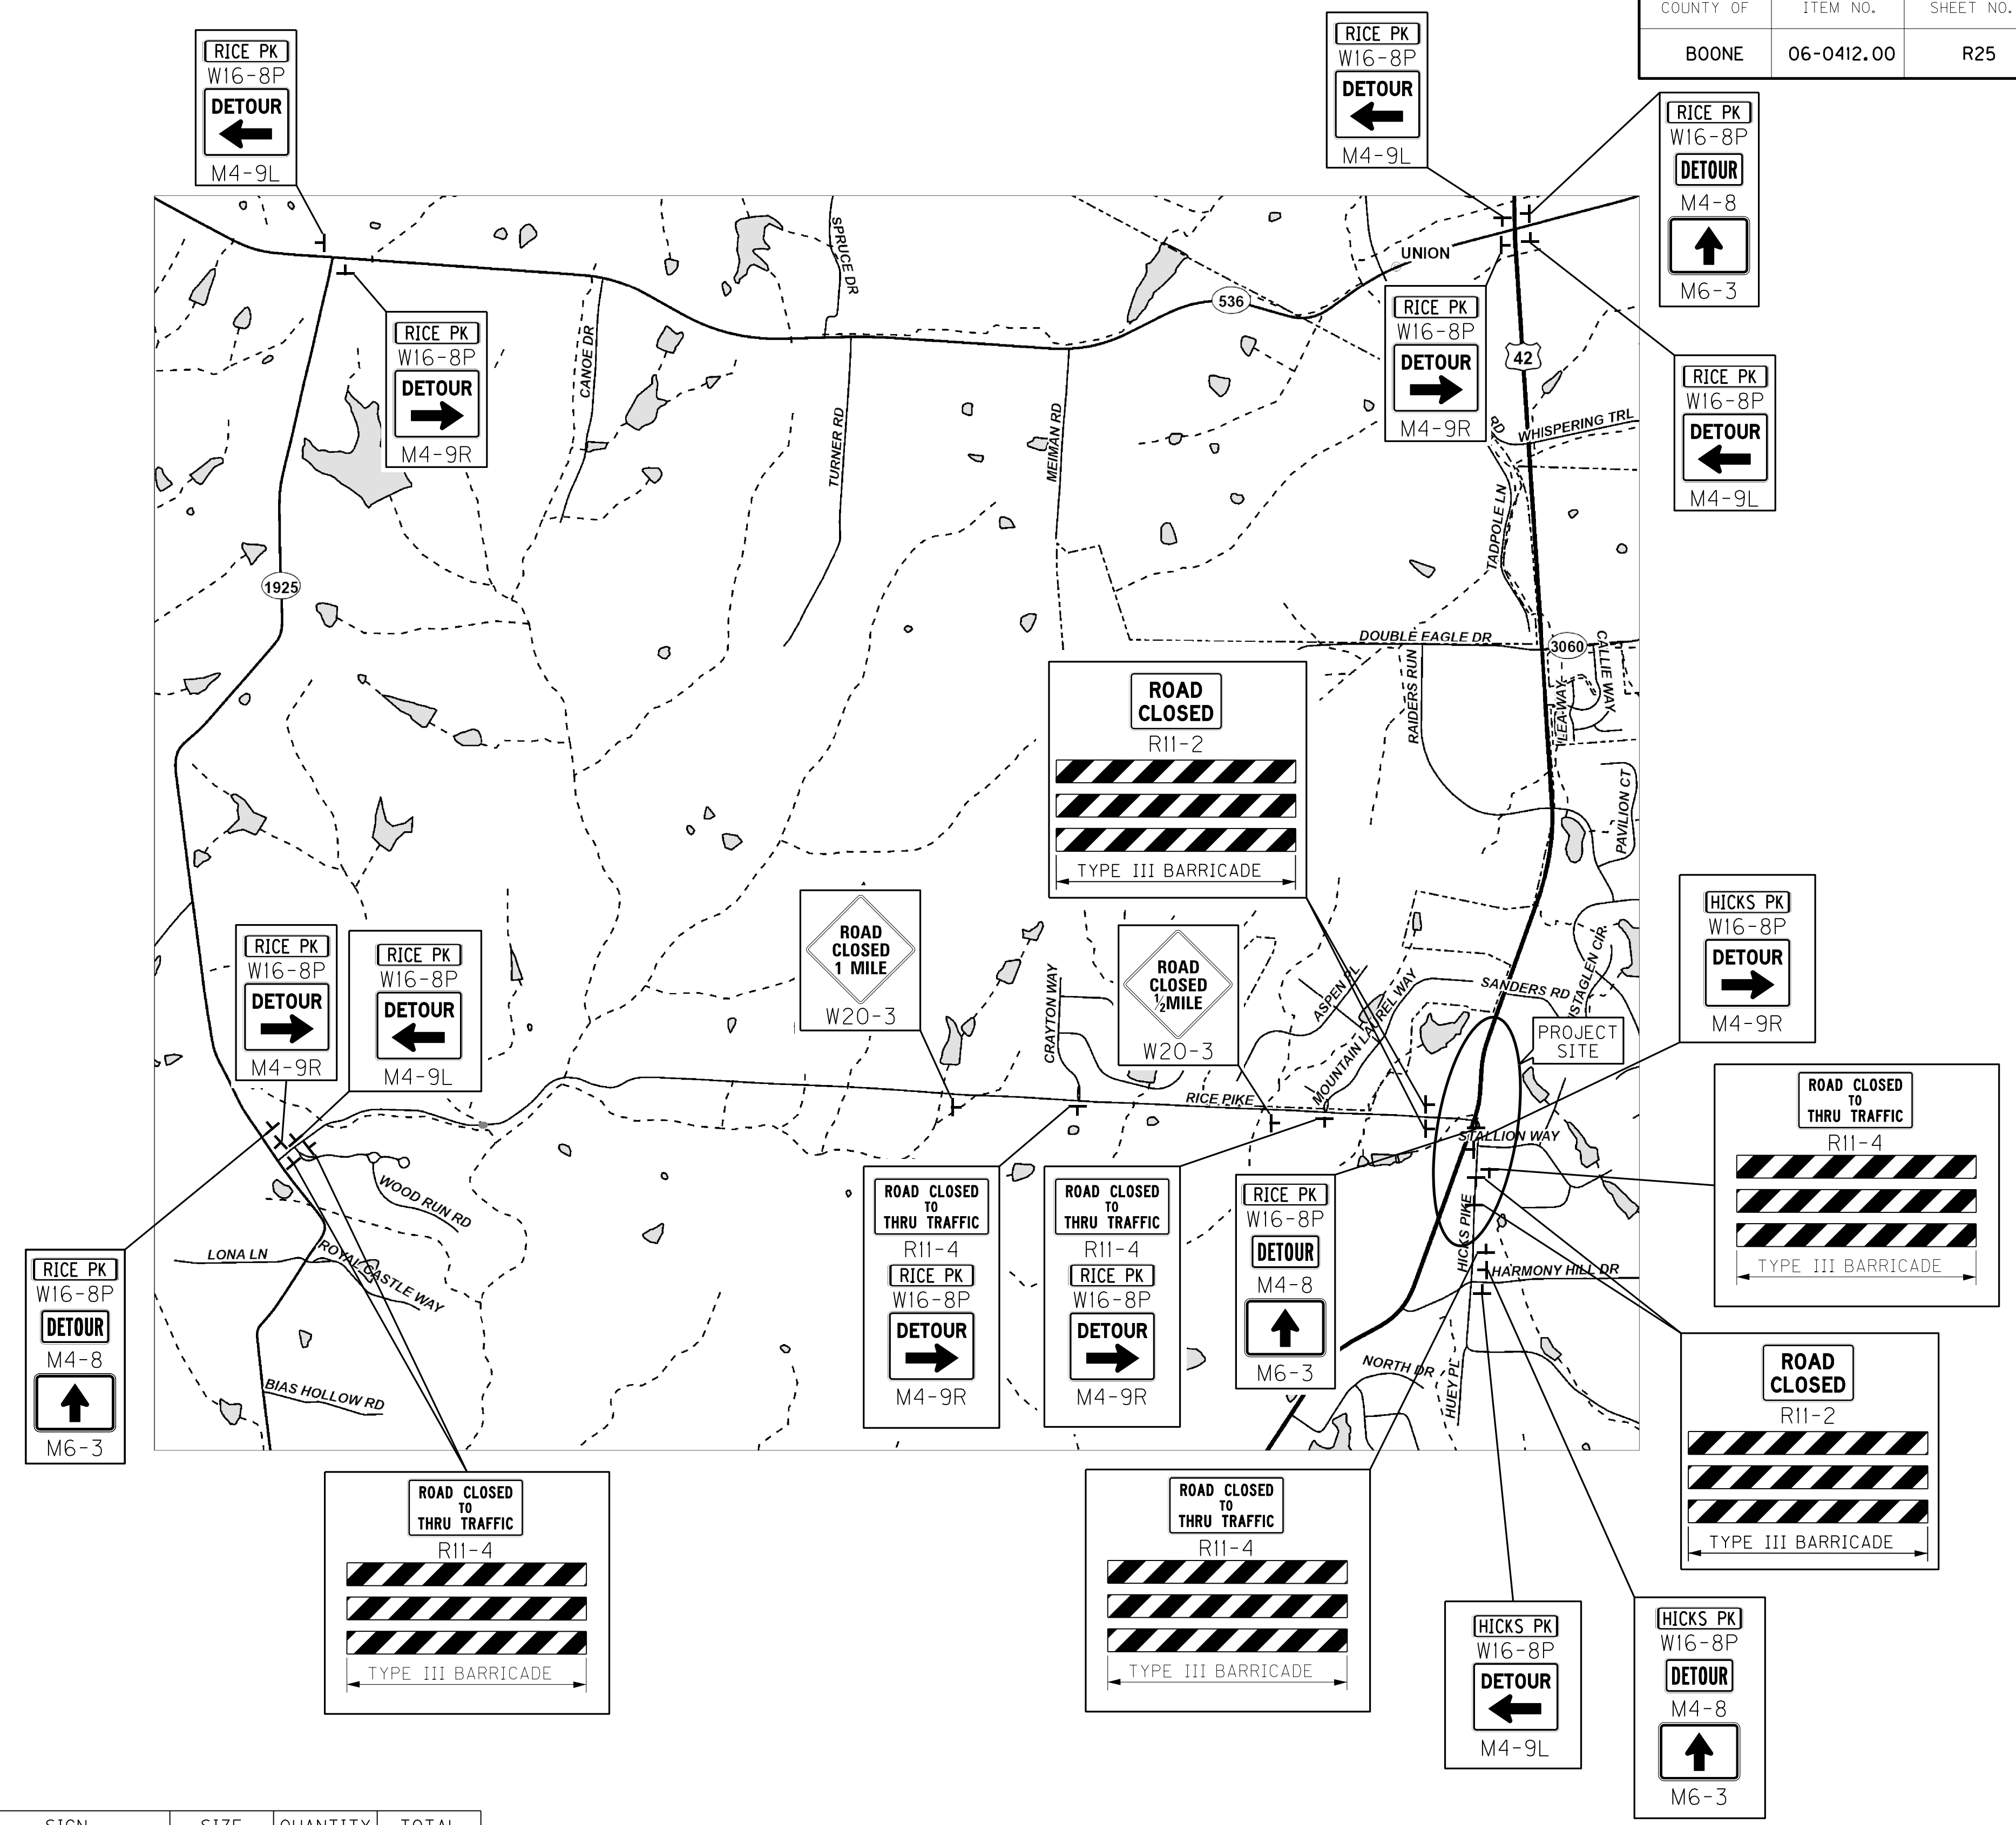 COUNTY OF ITEM NO. SHEET NO.
BOONE 06-0412.00 R25
RICE PK
W16-8P
DETOUR
M4-9L
RICE PK
W16-8P
DETOUR
M4-9L
RICE PK
W16-8P
DETOUR
M4-8
M6-3
SPRUCE DR
UNION
536
RICE PK
W16-8P
DETOUR
M4-9R
CANOE DR
TURNER RD
MEIMAN RD
RICE PK
W16-8P
DETOUR
M4-9R
42
RICE PK
W16-8P
DETOUR
M4-9L
RD
WHISPERING TRL
TADPOLE LN
1925
DOUBLE EAGLE DR
3060
CALLIE WAY
RAIDERS RUN
LEA WAY
PAVILION CT
ROAD
CLOSED
R11-2
TYPE III BARRICADE
HICKS PK
W16-8P
DETOUR
M4-9R
RICE PK
W16-8P
DETOUR
M4-9R
RICE PK
W16-8P
DETOUR
M4-9L
ROAD
CLOSED
1 MILE
W20-3
CRAYTON WAY
ROAD
CLOSED
½MILE
W20-3
ASPEN
MOUNTAIN LAUREL WAY
SANDERS RD
CIR
PROJECT
SITE
RICE PIKE
STALLION WAY
HICKS PIKE
ROAD CLOSED
TO
THRU TRAFFIC
R11-4
TYPE III BARRICADE
WOOD RUN RD
LONA LN
ROYAL CASTLE WAY
BIAS HOLLOW RD
RICE PK
W16-8P
DETOUR
M4-8
M6-3
ROAD CLOSED
TO
THRU TRAFFIC
R11-4
RICE PK
W16-8P
DETOUR
M4-9R
ROAD CLOSED
TO
THRU TRAFFIC
R11-4
RICE PK
W16-8P
DETOUR
M4-9R
RICE PK
W16-8P
DETOUR
M4-8
M6-3
HARMONY HILL DR
NORTH DR
HUEY PL
ROAD
CLOSED
R11-2
TYPE III BARRICADE
ROAD CLOSED
TO
THRU TRAFFIC
R11-4
TYPE III BARRICADE
ROAD CLOSED
TO
THRU TRAFFIC
R11-4
TYPE III BARRICADE
HICKS PK
W16-8P
DETOUR
M4-9L
HICKS PK
W16-8P
DETOUR
M4-8
M6-3
SIGN SIZE QUANTITY TOTAL